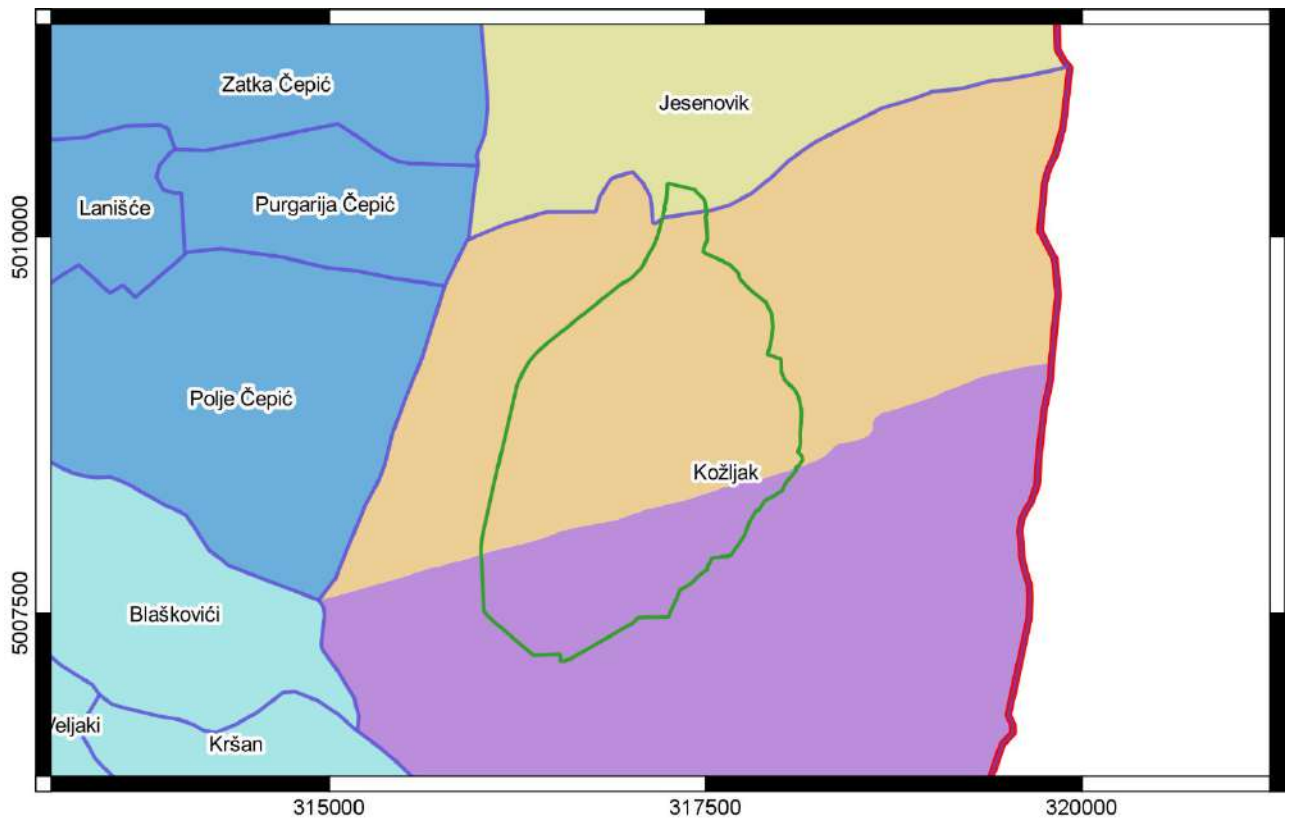 Zatka Čepić
Jesenovik
Lanišće
Purgarija Čepić
5010000
Polje Čepić
Kožljak
Blaškovići
5007500
Veljaki
Kršan
315000
317500
320000